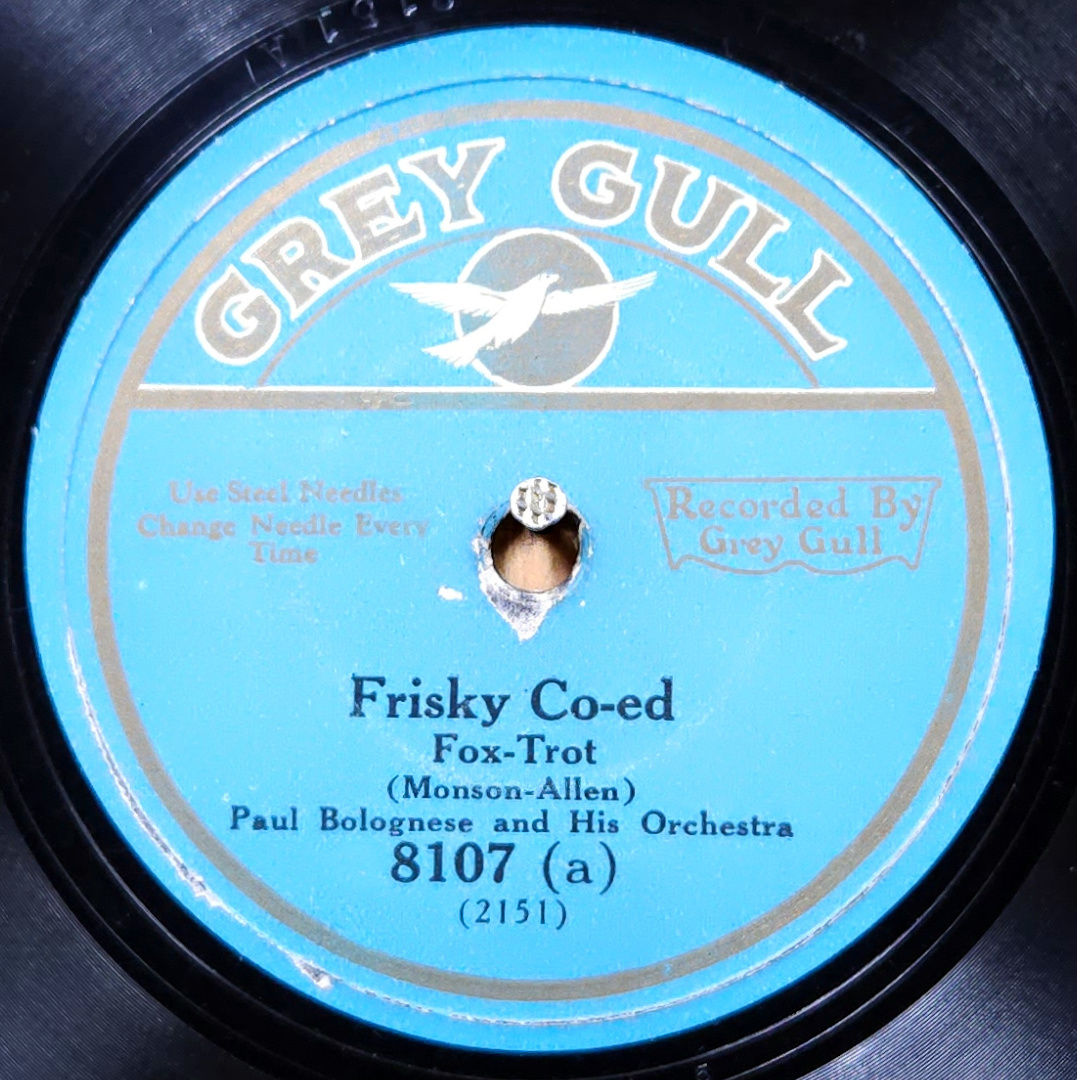 GREY GULL
Use Steel Needles
Change Needle Every
Time
Recorded By
Grey Gull
Frisky Co-ed
Fox-Trot
(Monson-Allen)
Paul Bolognese and His Orchestra
8107 (a)
(2151)